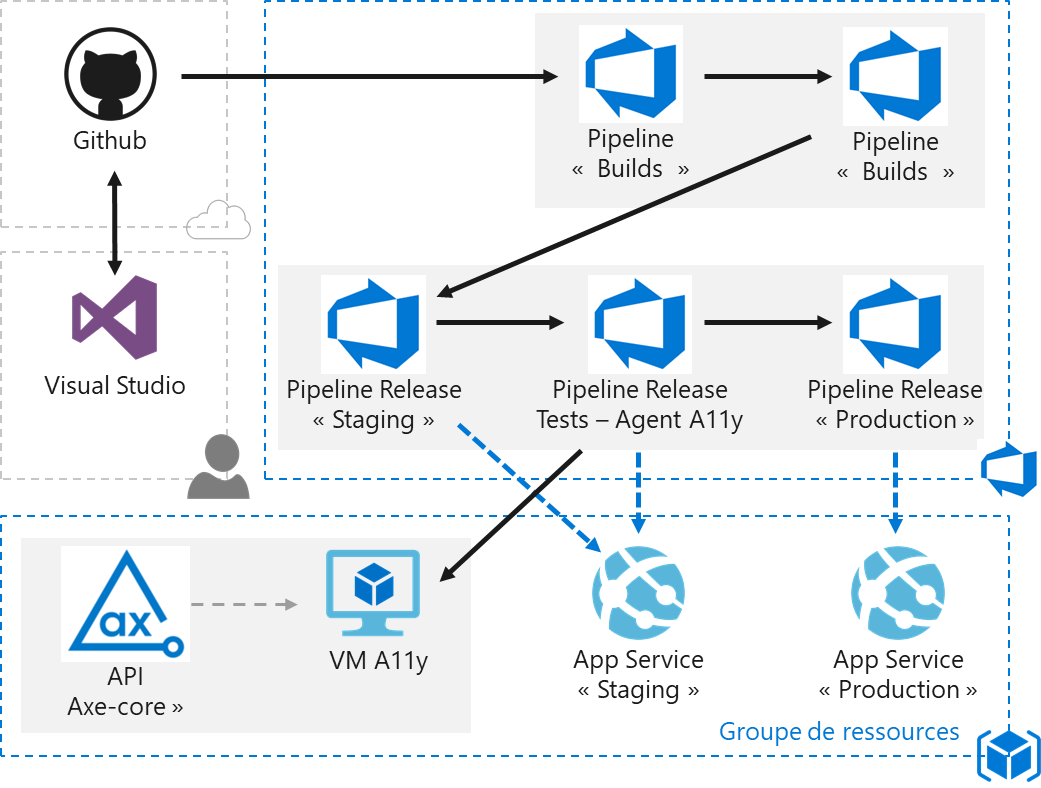 Github
Pipeline
« Builds »
Pipeline
« Builds »
Visual Studio
Pipeline Release
« Staging »
Pipeline Release
Tests – Agent A11y
Pipeline Release
« Production »
ax
API
Axe-core »
VM A11y
App Service
« Staging »
App Service
« Production »
Groupe de ressources